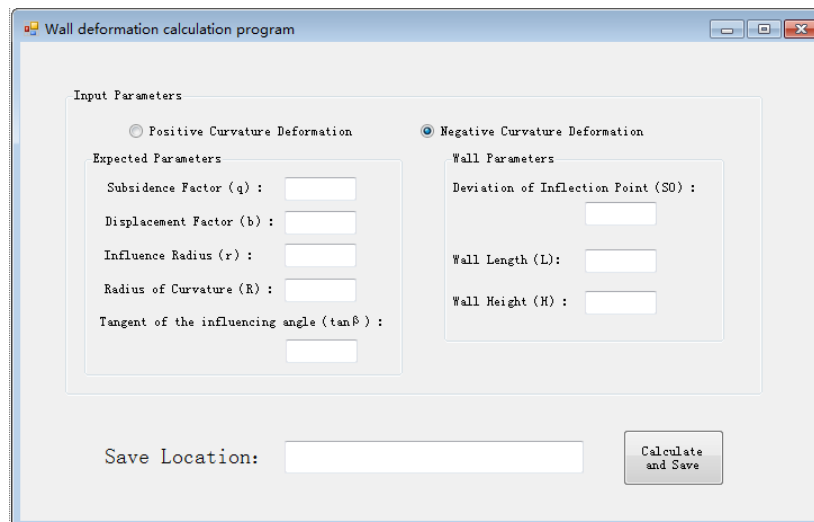 Wall deformation calculation program
Input Parameters
Positive Curvature Deformation
Negative Curvature Deformation
Expected Parameters
Subsidence Factor (q) :
Displacement Factor (b) :
Influence Radius (r) :
Radius of Curvature (R) :
Tangent of the influencing angle (tanβ) :
Wall Parameters
Deviation of Inflection Point (S0) :
Wall Length (L):
Wall Height (H) :
Save Location:
Calculate
and Save